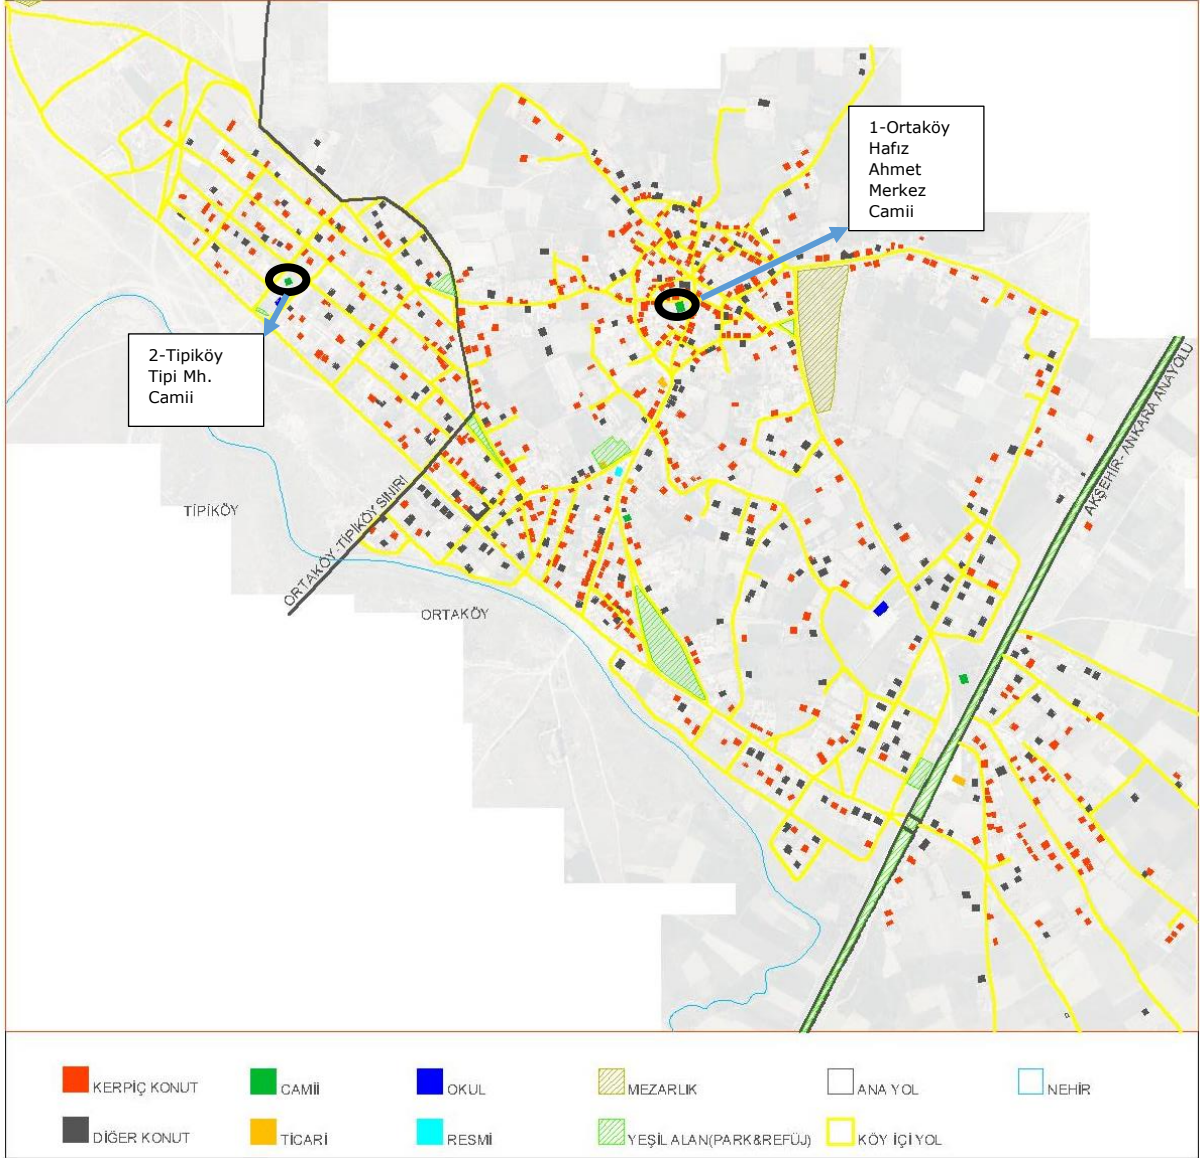 1-Ortaköy
Hafız
Ahmet
Merkez
Camii
2-Tipiköy
Tipi Mh.
Camii
AKŞEHİR- ANKARA ANAYOLU
TİPİKÖY
ORTAKÖY -TİPİKÖY SINIRI
ORTAKÖY
KERPİÇ KONUT
CAMİİ
OKUL
MEZARLIK
ANA YOL
NEHİR
DİĞER KONUT
TİCARİ
RESMİ
YEŞİL ALAN(PARK&REFÜJ)
KÖY İÇİ YOL